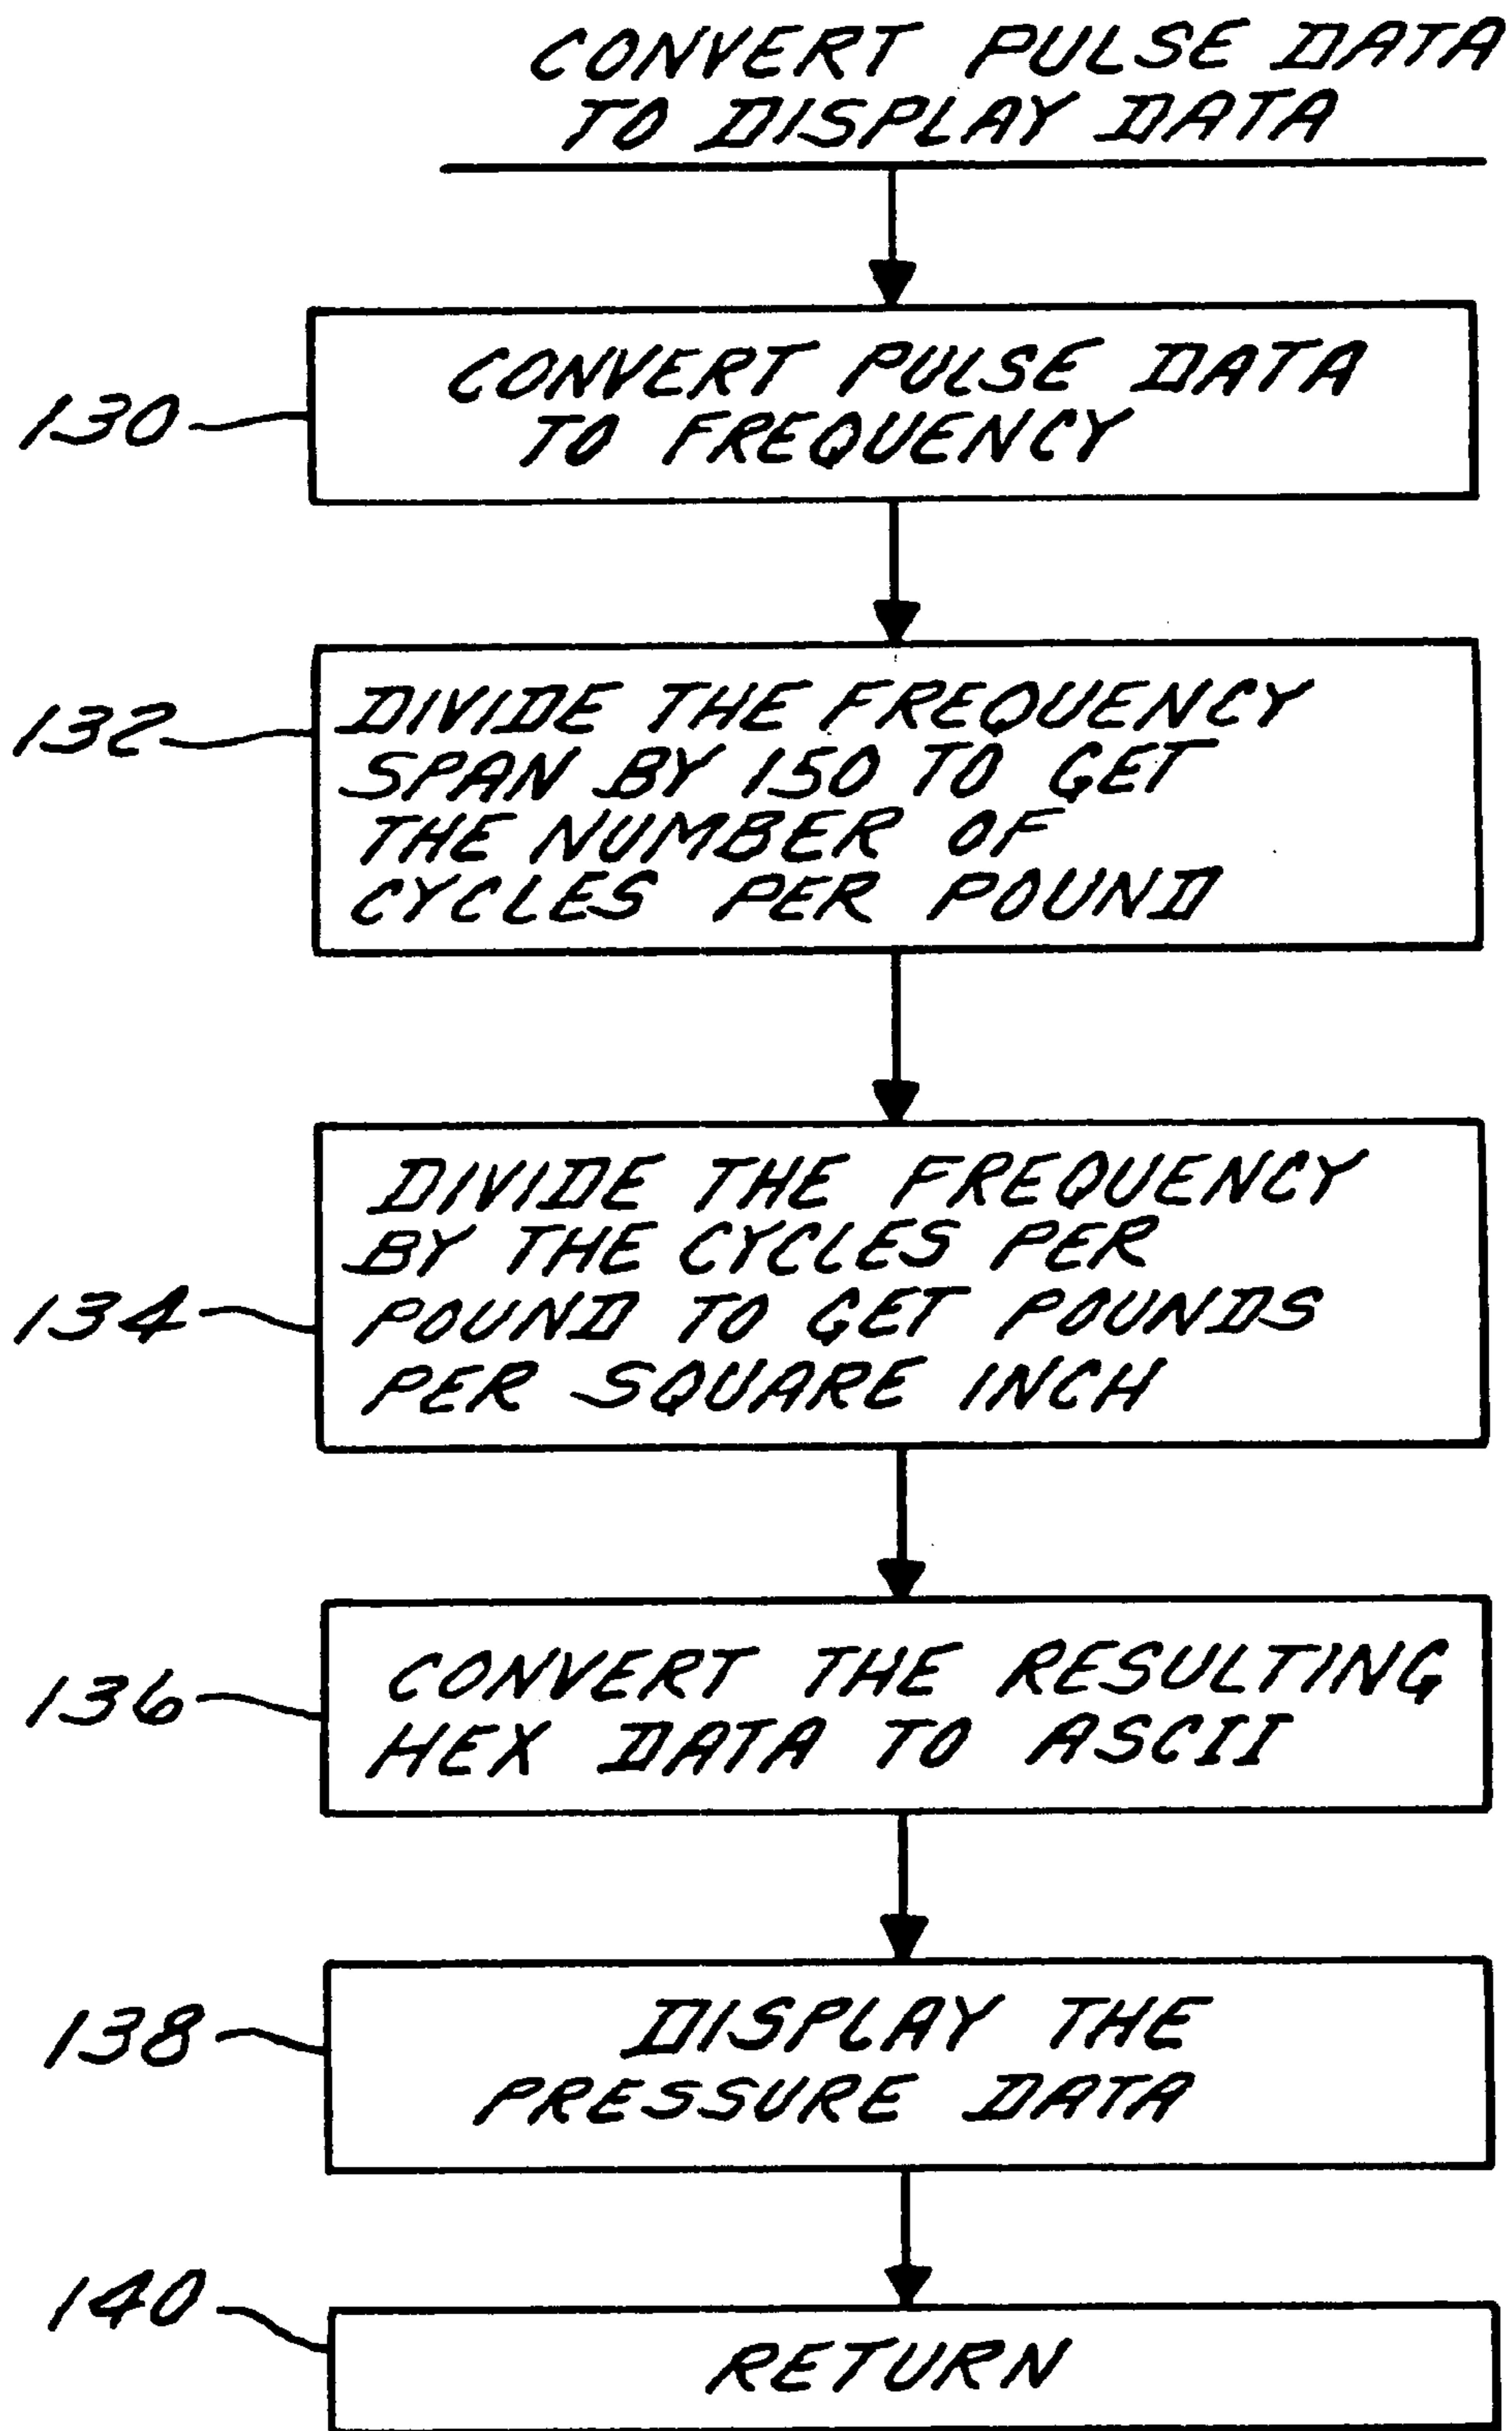 CONVERT PULSE DATA
TO DISPLAY DATA
130
CONVERT PULSE DATA
TO FREQUENCY
132
DIVIDE THE FREQUENCY
SPAN BY 150 TO GET
THE NUMBER OF
CYCLES PER POUND
134
DIVIDE THE FREQUENCY
BY THE CYCLES PER
POUND TO GET POUNDS
PER SQUARE INCH
136
CONVERT THE RESULTING
HEX DATA TO ASCII
138
DISPLAY THE
PRESSURE DATA
140
RETURN